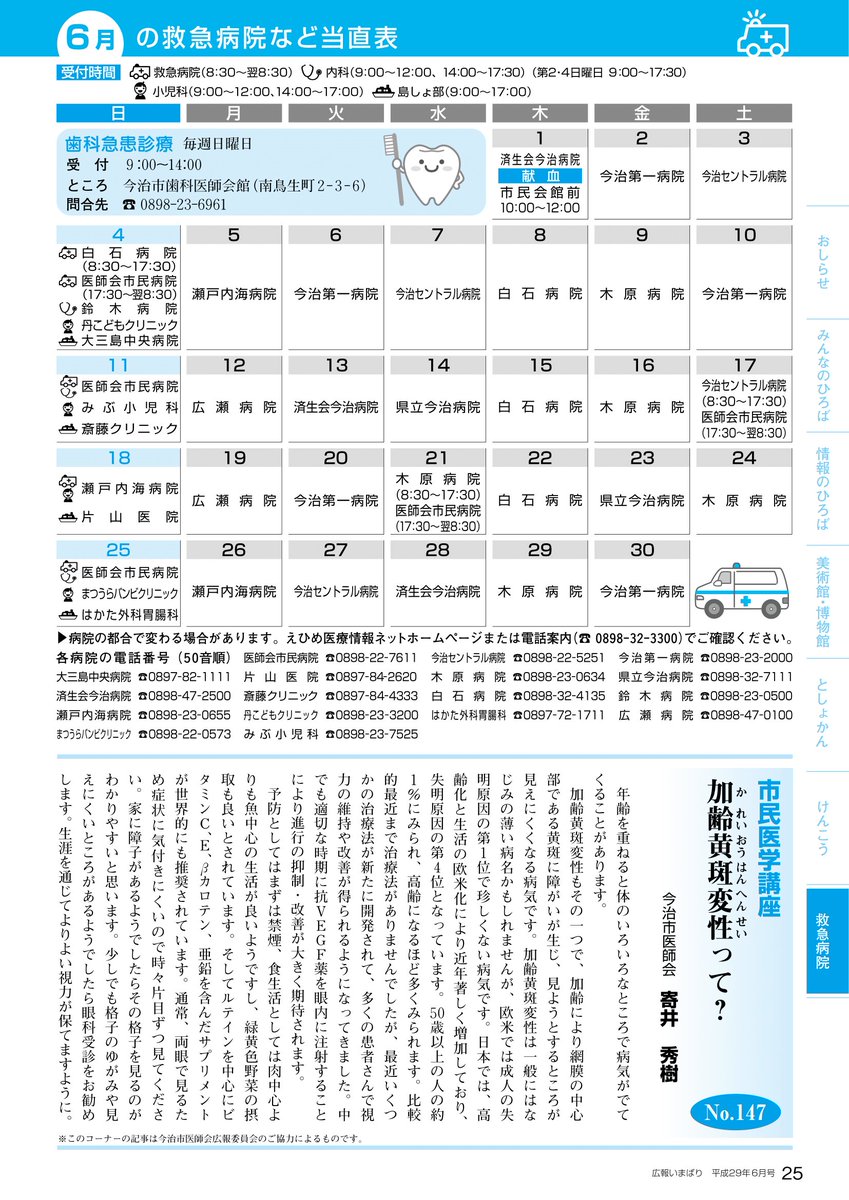 6月の救急病院など当直表
受付時間 救急病院(8:30〜翌8:30) 内科(9:00〜12:00、14:00〜17:30)(第2・4日曜日 9:00〜17:30)
小児科(9:00〜12:00、14:00〜17:00) 島しょ部(9:00〜17:00)
日 月 火 水 木 金 土
歯科急患診療 毎週日曜日
受付 9:00〜14:00
ところ 今治市歯科医師会館(南鳥生町2-3-6)
問合先 ☎0898-23-6961
1
済生会今治病院
献血
市民会館前
10:00〜12:00
2
今治第一病院
3
今治セントラル病院
4
白石病院
(8:30〜17:30)
医師会市民病院
(17:30〜翌8:30)
鈴木病院
丹こどもクリニック
大三島中央病院
5
瀬戸内海病院
6
今治第一病院
7
今治セントラル病院
8
白石病院
9
木原病院
10
今治第一病院
11
医師会市民病院
みぶ小児科
斎藤クリニック
12
広瀬病院
13
済生会今治病院
14
県立今治病院
15
白石病院
16
木原病院
17
今治セントラル病院
(8:30〜17:30)
医師会市民病院
(17:30〜翌8:30)
18
瀬戸内海病院
片山医院
19
広瀬病院
20
今治第一病院
21
木原病院
(8:30〜17:30)
医師会市民病院
(17:30〜翌8:30)
22
白石病院
23
県立今治病院
24
木原病院
25
医師会市民病院
まつうらバンビクリニック
はかた外科胃腸科
26
瀬戸内海病院
27
今治セントラル病院
28
済生会今治病院
29
木原病院
30
今治第一病院
▶病院の都合で変わる場合があります。えひめ医療情報ネットホームページまたは電話案内(☎0898-32-3300)でご確認ください。
各病院の電話番号(50音順) 医師会市民病院 ☎0898-22-7611 今治セントラル病院 ☎0898-22-5251 今治第一病院 ☎0898-23-2000
大三島中央病院 ☎0897-82-1111 片山医院 ☎0897-84-2620 木原病院 ☎0898-23-0634 県立今治病院 ☎0898-32-7111
済生会今治病院 ☎0898-47-2500 斎藤クリニック ☎0897-84-4333 白石病院 ☎0898-32-4135 鈴木病院 ☎0898-23-0500
瀬戸内海病院 ☎0898-23-0655 丹こどもクリニック ☎0898-23-3200 はかた外科胃腸科 ☎0897-72-1711 広瀬病院 ☎0898-47-0100
まつうらバンビクリニック ☎0898-22-0573 みぶ小児科 ☎0898-23-7525
市民医学講座
加齢黄斑変性って?
かれいおうはんへんせい
今治市医師会 寄井 秀樹
No.147
年齢を重ねると体のいろいろなところで病気がでて
くることがあります。
加齢黄斑変性もその一つで、加齢により網膜の中心
部である黄斑に障がいが生じ、見ようとするところが
見えにくくなる病気です。加齢黄斑変性は一般にはな
じみの薄い病名かもしれませんが、欧米では成人の失
明原因の第1位で珍しくない病気です。日本では、高
齢化と生活の欧米化により近年著しく増加しており、
失明原因の第4位となっています。50歳以上の人の約
1%にみられ、高齢になるほど多くみられます。比較
的最近まで治療法がありませんでしたが、最近いくつ
かの治療法が新たに開発されて、多くの患者さんで視
力の維持や改善が得られるようになってきました。中
でも適切な時期に抗VEGF薬を眼内に注射すること
により進行の抑制・改善が大きく期待されます。
予防としてはまずは禁煙、食生活としては肉中心よ
りも魚中心の生活が良いようですし、緑黄色野菜の摂
取も良いとされています。そしてルテインを中心にビ
タミンC、E、βカロテン、亜鉛を含んだサプリメント
が世界的にも推奨されています。通常、両眼で見るた
め症状に気付きにくいので時々片目ずつ見てくださ
い。家に障子があるようでしたらその格子を見るのが
わかりやすいと思います。少しでも格子のゆがみや見
えにくいところがあるようでしたら眼科受診をお勧め
します。生涯を通じてよりよい視力が保てますように。
※このコーナーの記事は今治市医師会広報委員会のご協力によるものです。
おしらせ
みんなのひろば
情報のひろば
美術館・博物館
としょかん
けんこう
救急病院
広報いまばり 平成29年6月号 25